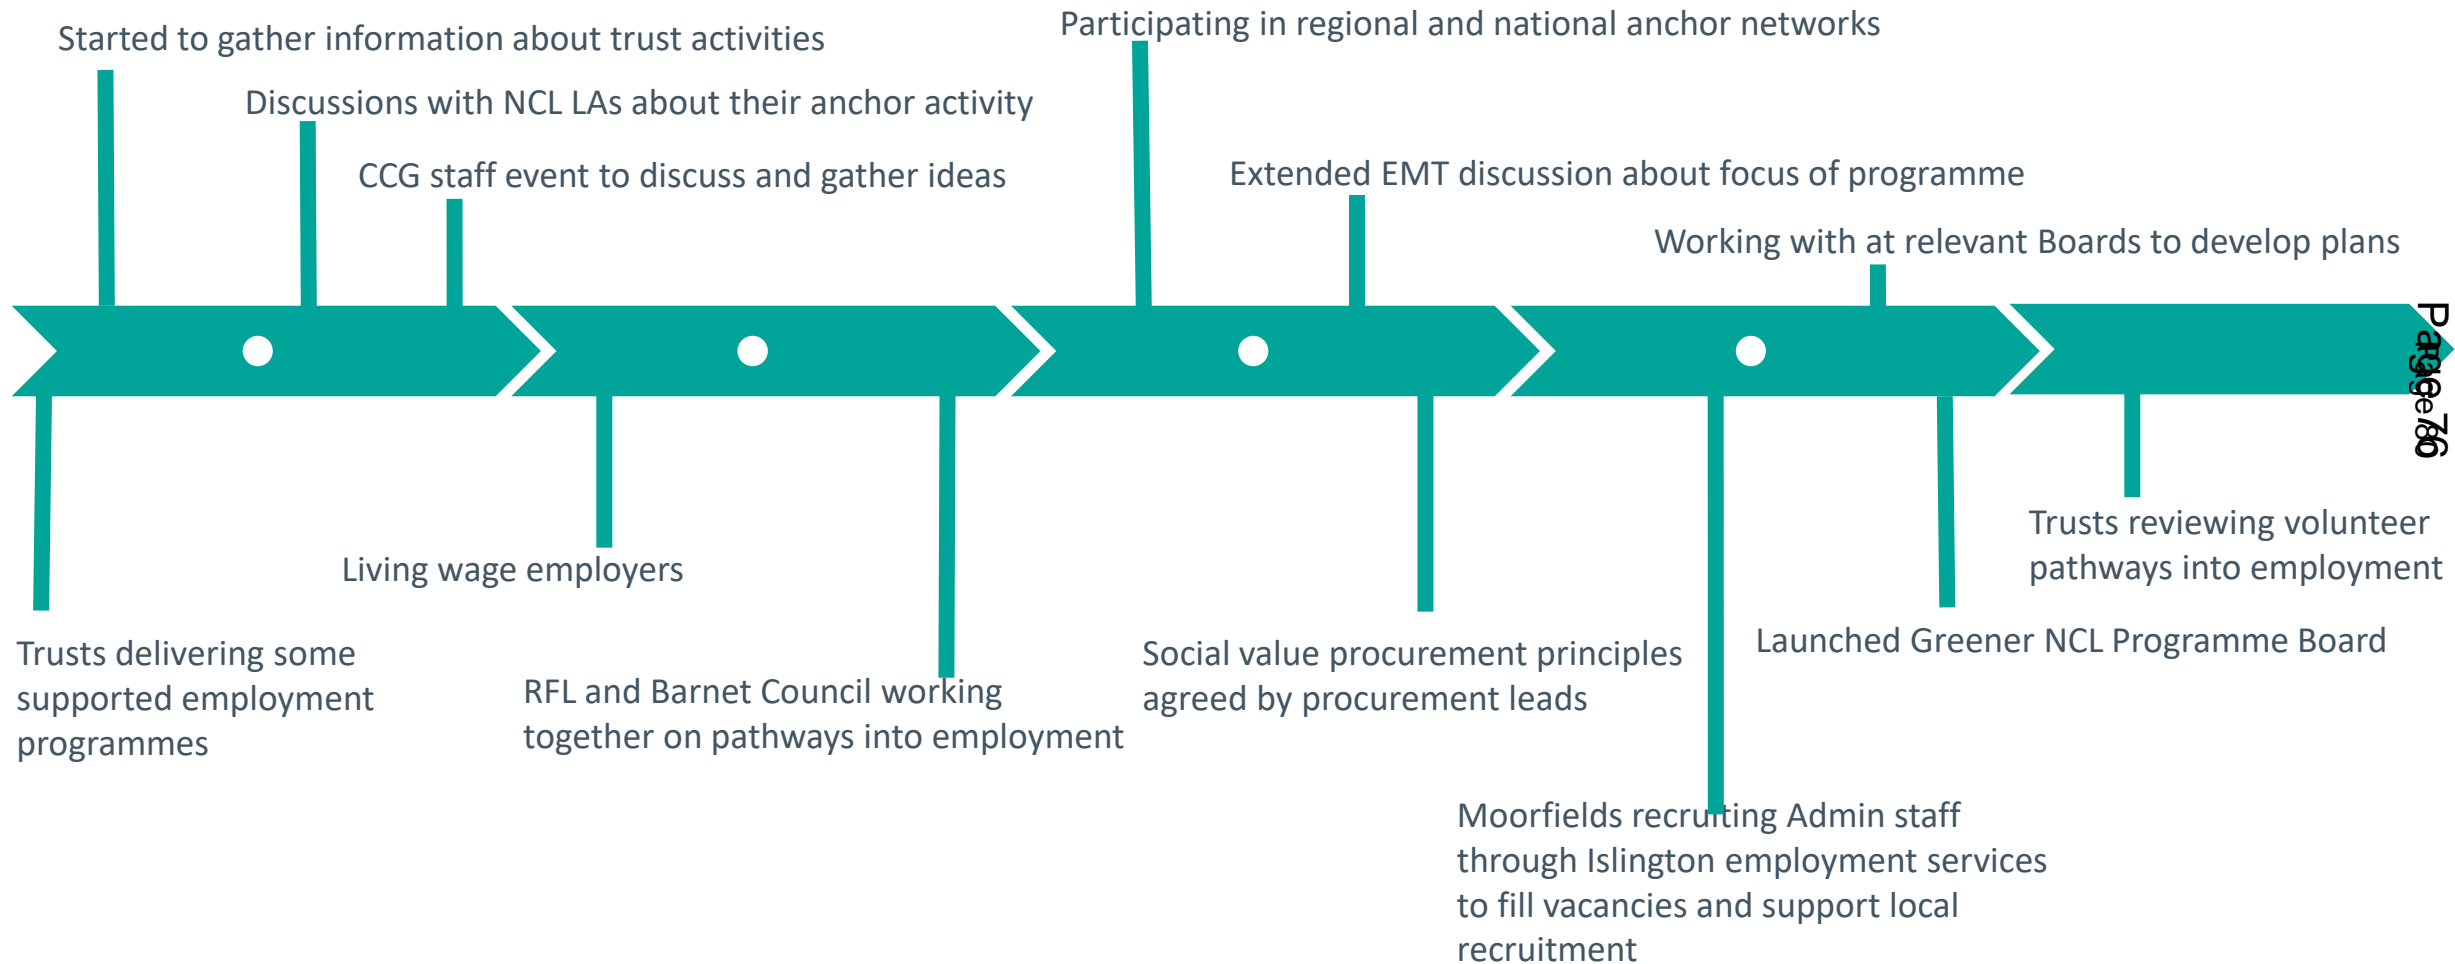 Started to gather information about trust activities
Participating in regional and national anchor networks
Discussions with NCL LAs about their anchor activity
CCG staff event to discuss and gather ideas
Extended EMT discussion about focus of programme
Working with at relevant Boards to develop plans
Page 76
Living wage employers
Trusts reviewing volunteer
pathways into employment
Trusts delivering some
supported employment
programmes
RFL and Barnet Council working
together on pathways into employment
Social value procurement principles
agreed by procurement leads
Launched Greener NCL Programme Board
Moorfields recruiting Admin staff
through Islington employment services
to fill vacancies and support local
recruitment